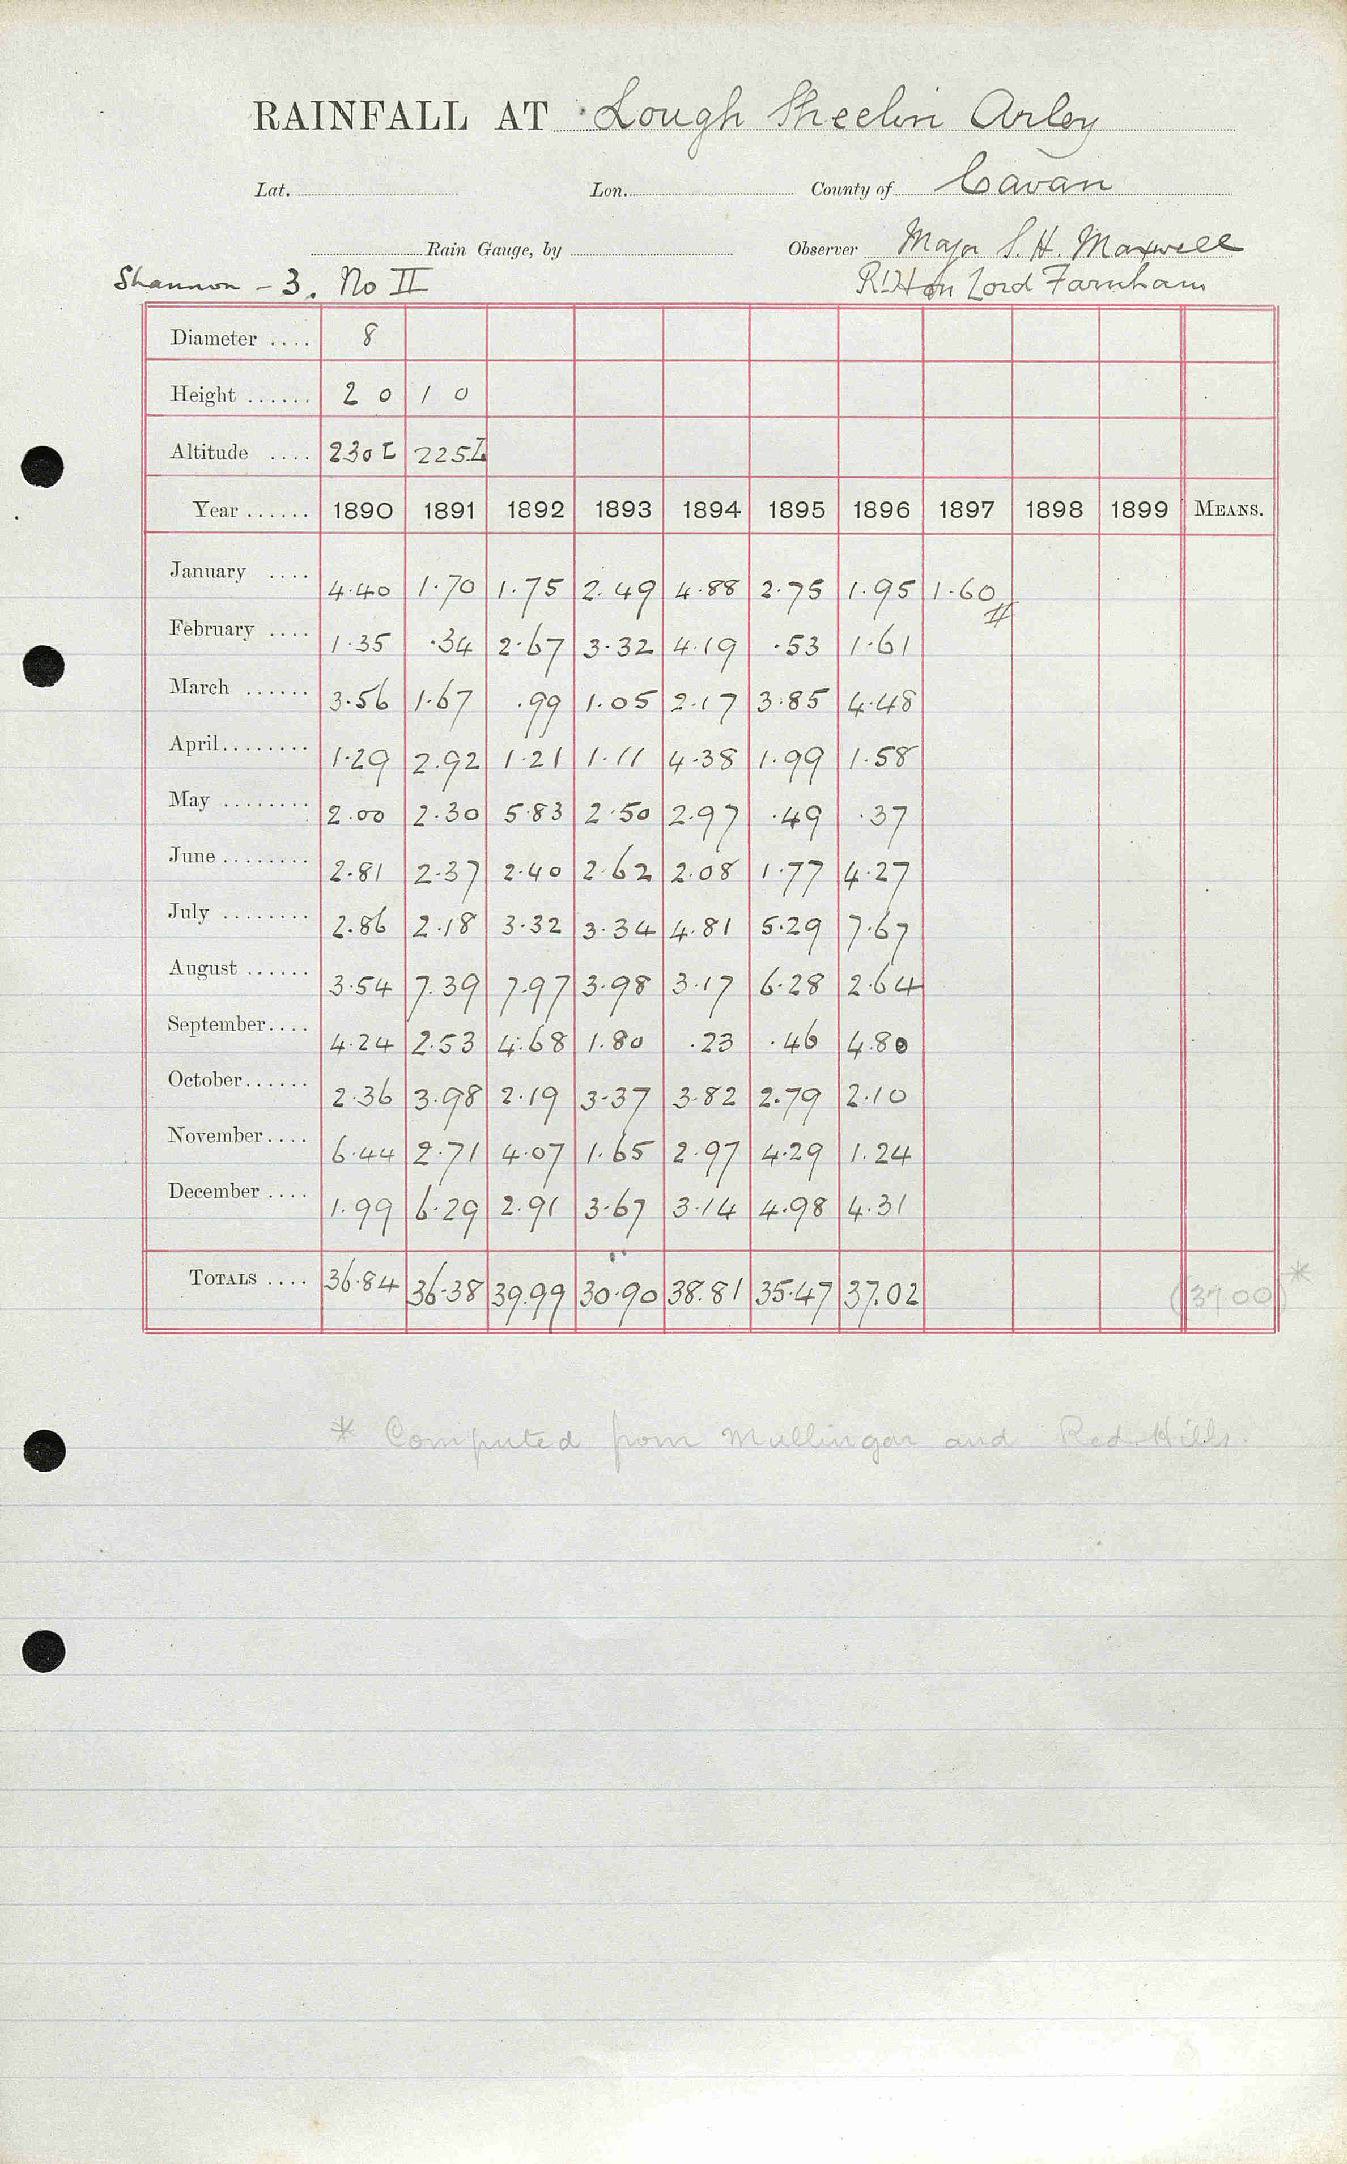 RAINFALL AT Lough Sheelin Arley
Lat. Lon. County of Cavan
Rain Gauge, by Observer Major S. H. Maxwell
Shannon - 3. No II Rt Hon Lord Farnham
Diameter .... 8
Height ...... 2 0 1 0
Altitude .... 230 225
Year ...... 1890 1891 1892 1893 1894 1895 1896 1897 1898 1899 MEANS.
January .... 4.40 1.70 1.75 2.49 4.88 2.75 1.95 1.60
February .... 1.35 .34 2.67 3.32 4.19 .53 1.61
March ...... 3.56 1.67 .99 1.05 2.17 3.85 4.48
April........ 1.29 2.92 1.21 1.11 4.38 1.99 1.58
May ........ 2.00 2.30 5.83 2.50 2.97 .49 .37
June ........ 2.81 2.37 2.40 2.62 2.08 1.77 4.27
July ........ 2.86 2.18 3.32 3.34 4.81 5.29 7.67
August ...... 3.54 7.39 7.97 3.98 3.17 6.28 2.64
September.... 4.24 2.53 4.68 1.80 .23 .46 4.80
October...... 2.36 3.98 2.19 3.37 3.82 2.79 2.10
November.... 6.44 2.71 4.07 1.65 2.97 4.29 1.24
December .... 1.99 6.29 2.91 3.67 3.14 4.98 4.31
TOTALS .... 36.84 36.38 39.99 30.90 38.81 35.47 37.02 (37 00) *
* Computed from Mullingar and Red Hills.